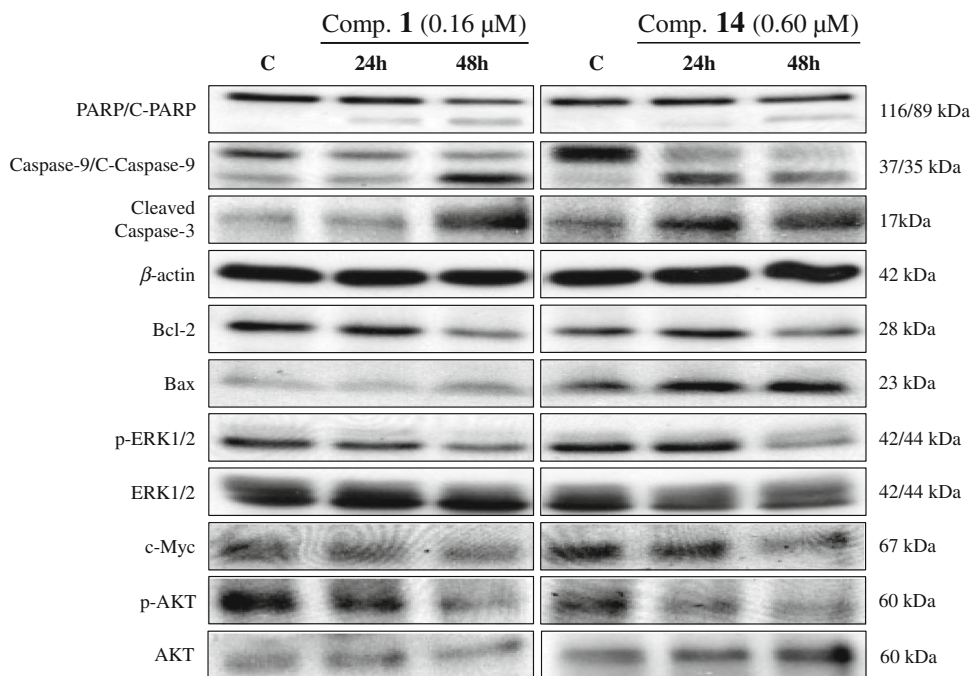 Comp. 1 (0.16 μM) Comp. 14 (0.60 μM)
C 24h 48h C 24h 48h
PARP/C-PARP 116/89 kDa
Caspase-9/C-Caspase-9 37/35 kDa
Cleaved
Caspase-3 17kDa
β-actin 42 kDa
Bcl-2 28 kDa
Bax 23 kDa
p-ERK1/2 42/44 kDa
ERK1/2 42/44 kDa
c-Myc 67 kDa
p-AKT 60 kDa
AKT 60 kDa